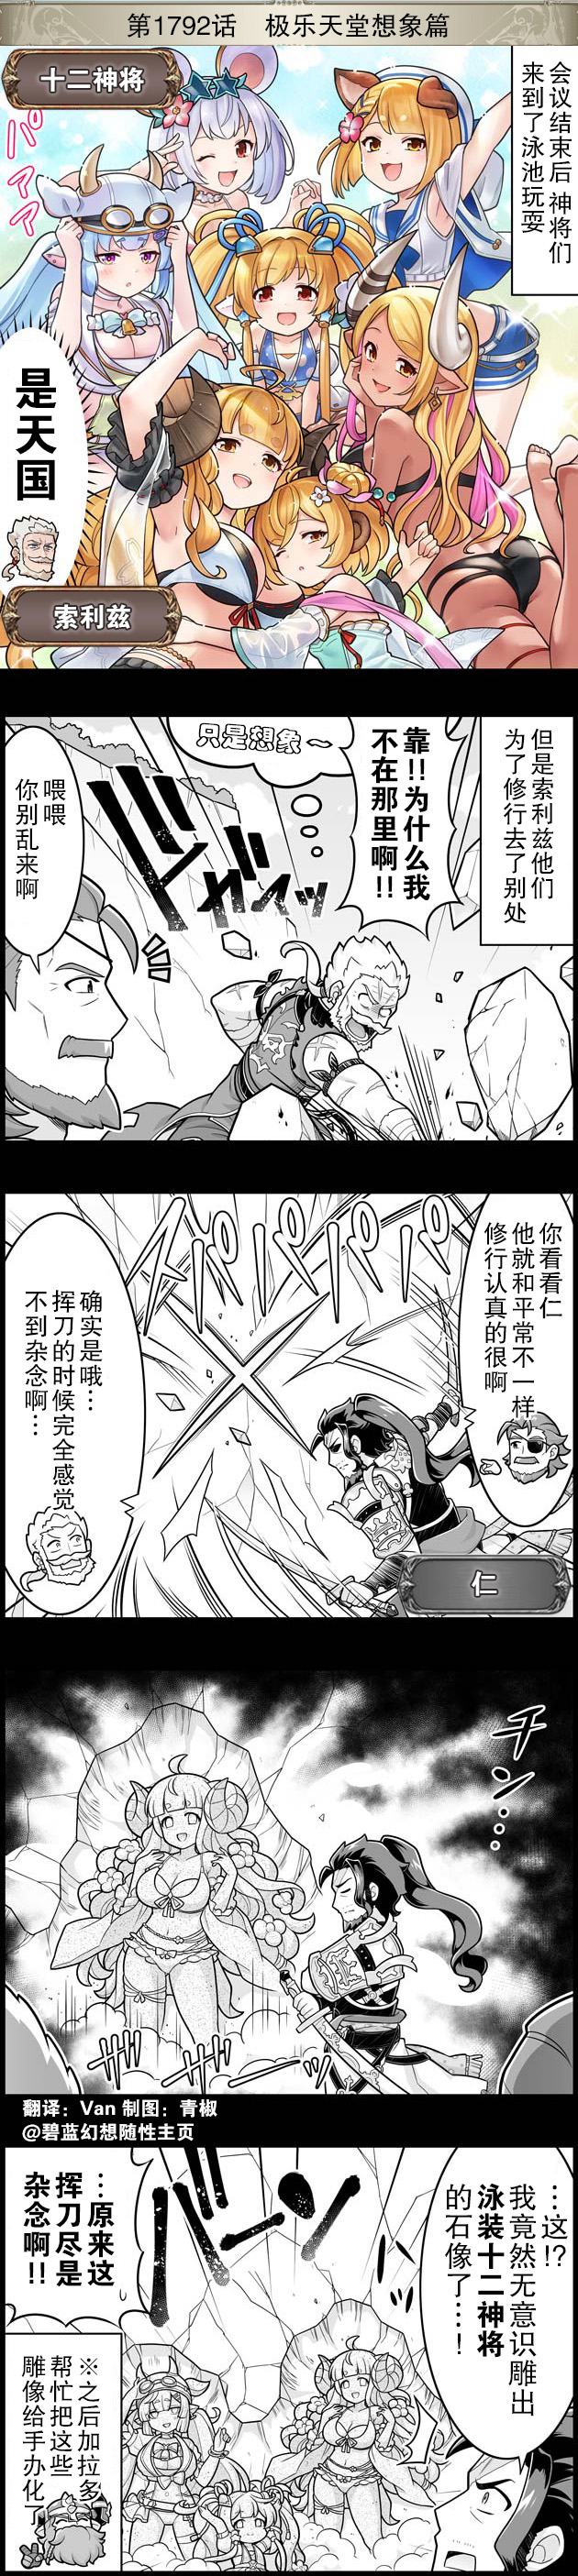 第1792话 极乐天堂想象篇
十二神将
会议结束后 神将们
来到了泳池玩耍
パァァァ
是天国
索利兹
但是索利兹他们
为了修行去了别处
靠!!为什么我
不在那里啊!!
只是想象～
喂喂
你别乱来啊
ドガッ
你看看仁
他就和平常不一样
修行认真的很啊
ズババババ
确实是哦…
挥刀的时候完全感觉
不到杂念啊…
仁
チン…
翻译：Van 制图：青椒
@碧蓝幻想随性主页
…这!?
我竟然无意识雕出
泳装十二神将
的石像了…！
バーン
…原来这
挥刀尽是
杂念啊!!
※之后加拉多
帮忙把这些
雕像给手办化了